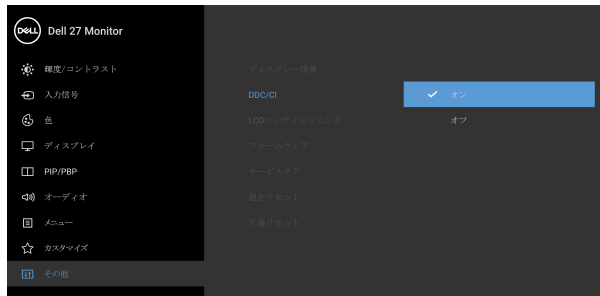 DELL Dell 27 Monitor
輝度/コントラスト
入力信号
色
ディスプレイ
PIP/PBP
オーディオ
メニュー
カスタマイズ
その他
ディスプレー情報
DDC/CI
LCDコンディショニング
ファームウェア
サービスタグ
他をリセット
工場リセット
オン
オフ